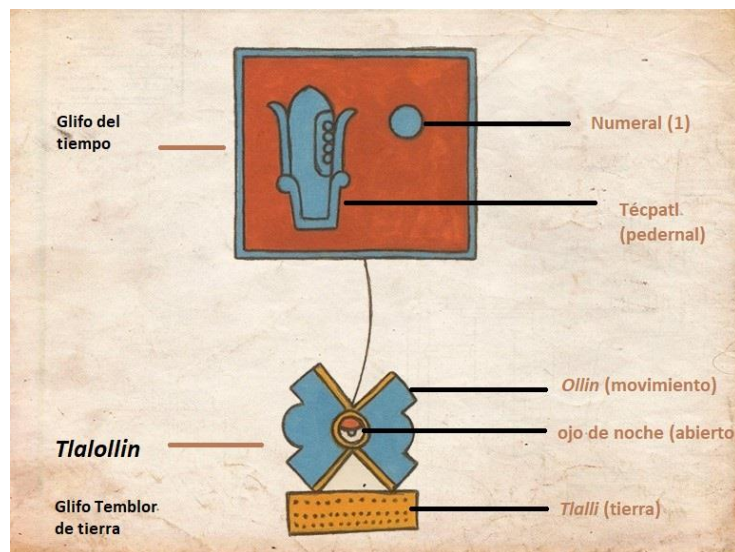 Glifo del
tiempo
Numeral (1)
Técpatl
(pedernal)
Ollin (movimiento)
ojo de noche (abierto
Tlalollin
Glifo Temblor
de tierra
Tlalli (tierra)